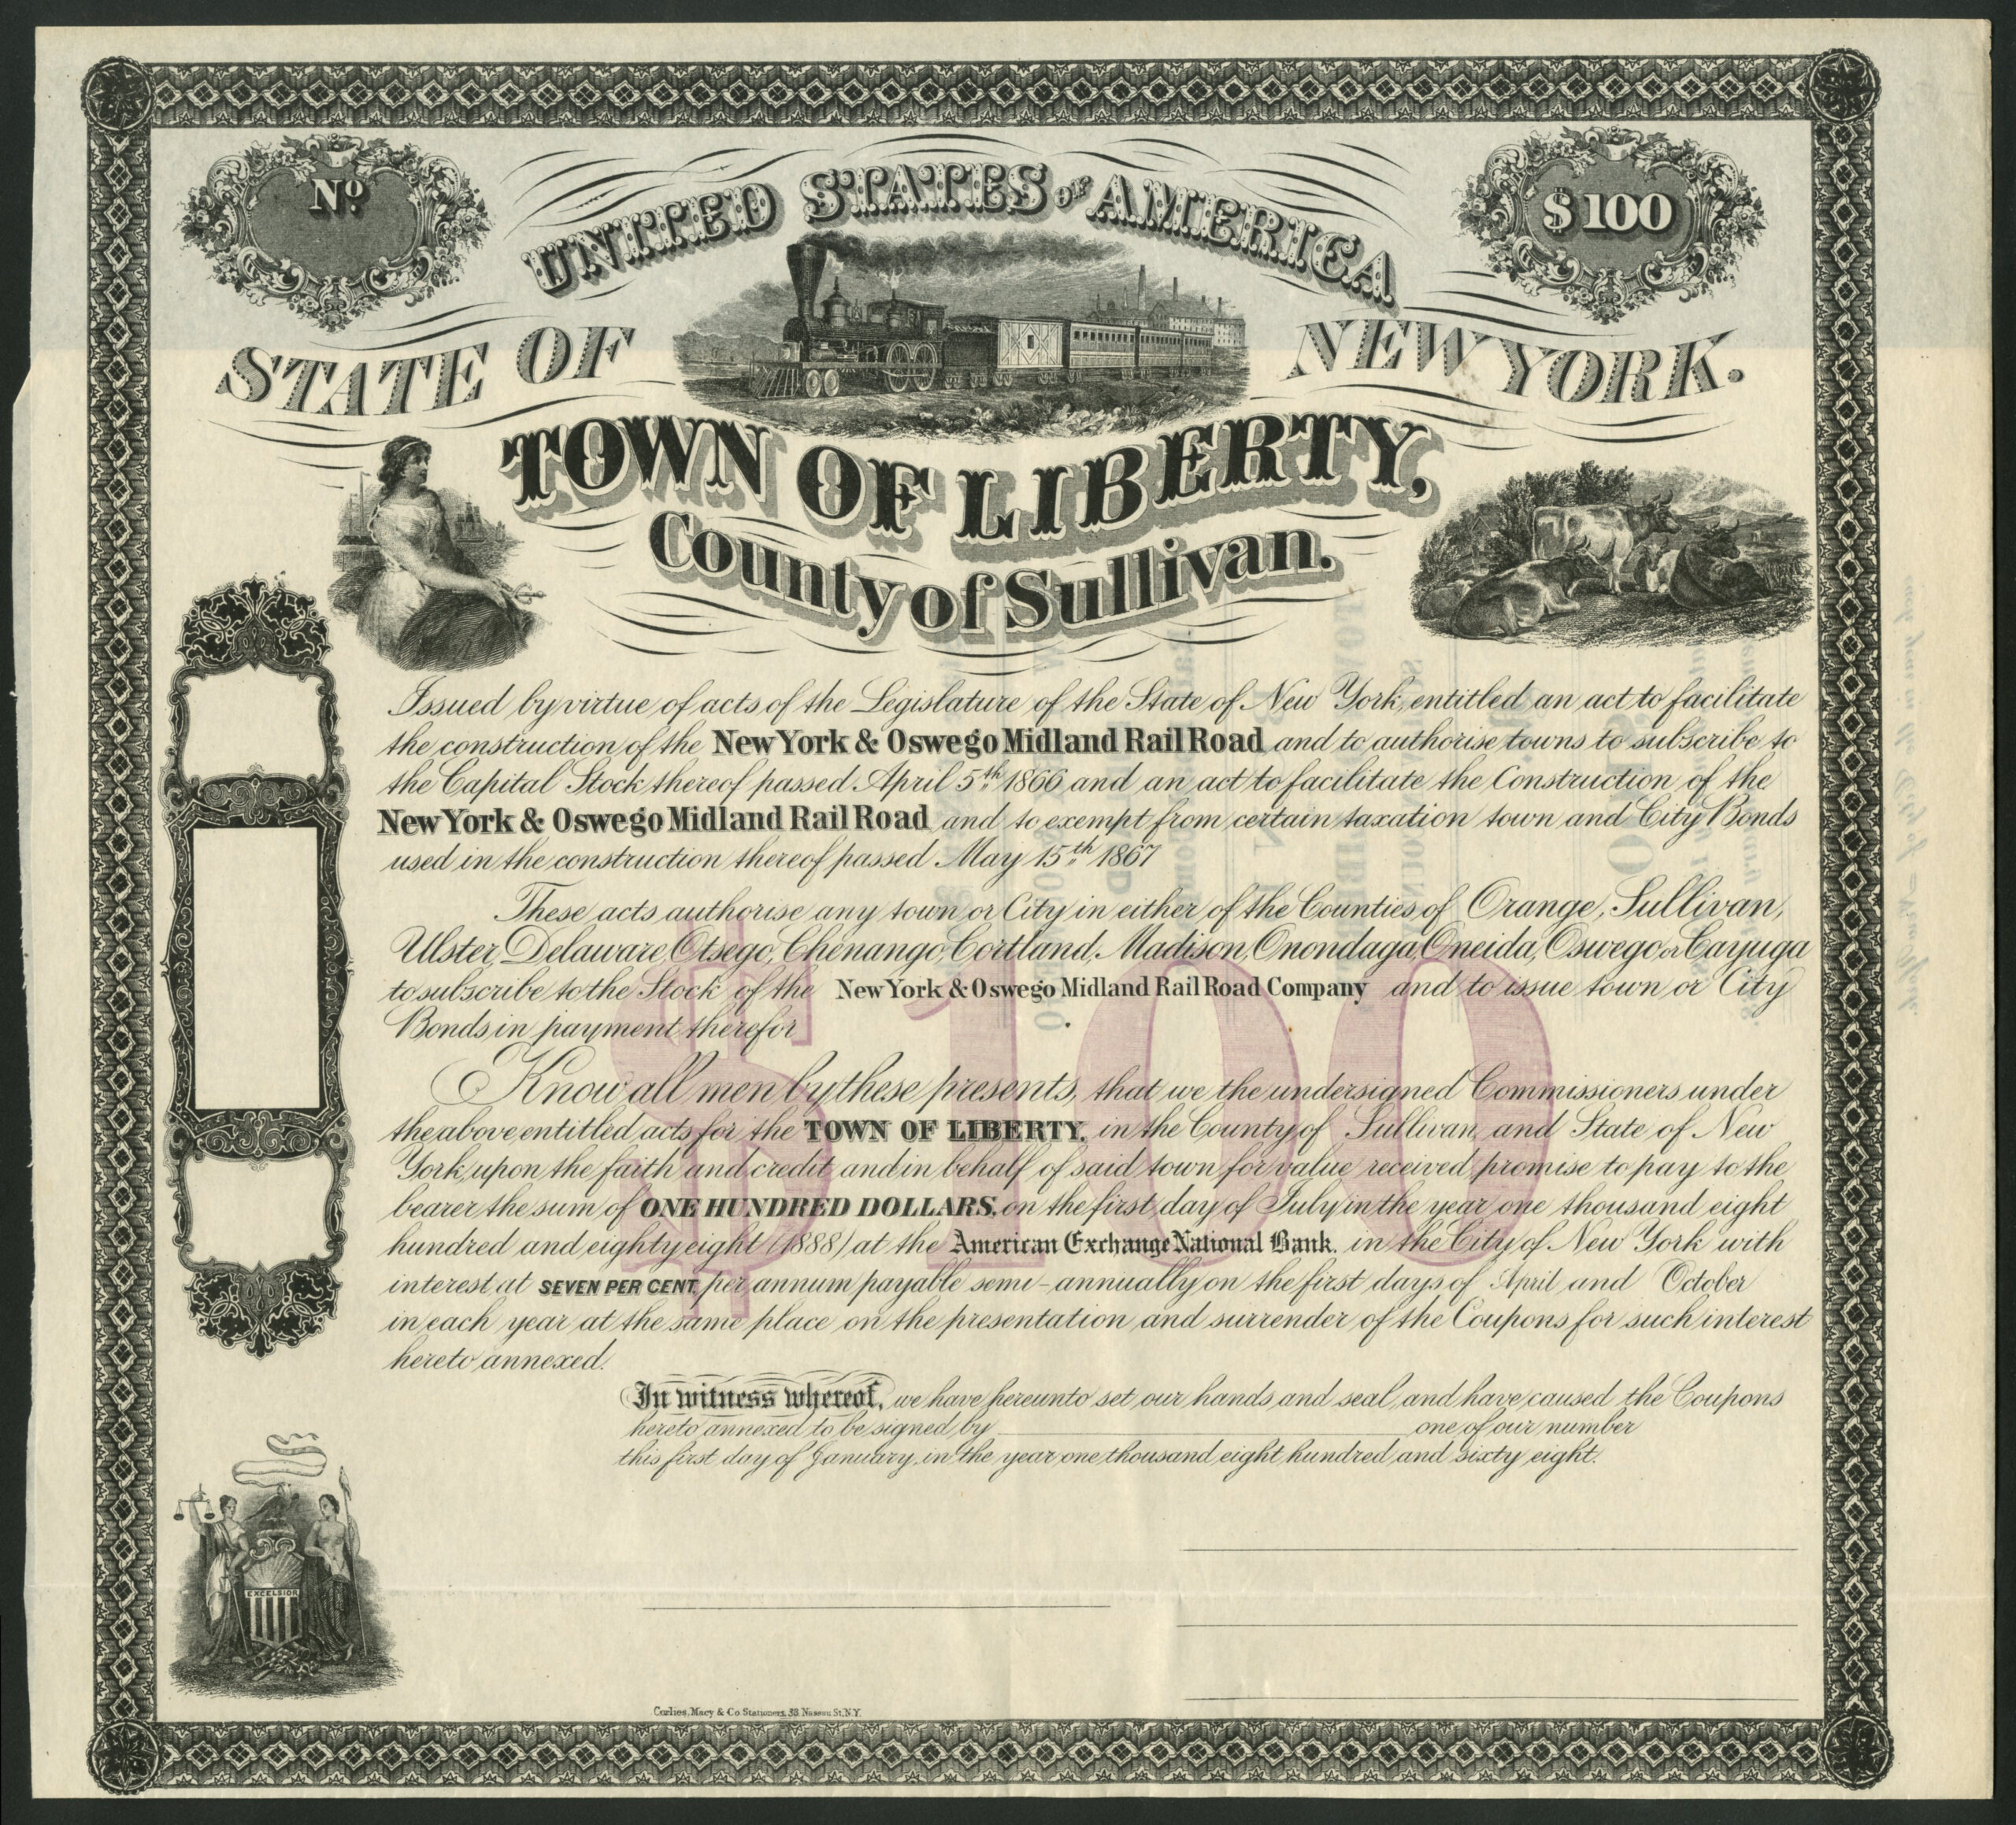 Nº
$100
UNITED STATES OF AMERICA
STATE OF NEW YORK.
TOWN OF LIBERTY,
County of Sullivan.
Issued by virtue of acts of the Legislature of the State of New York, entitled an act to facilitate
the construction of the New York & Oswego Midland Rail Road and to authorise towns to subscribe to
the Capital Stock thereof passed April 5th 1866 and an act to facilitate the Construction of the
New York & Oswego Midland Rail Road and to exempt from certain taxation town and City Bonds
used in the construction thereof passed May 15th 1867
These acts authorise any town or City in either of the Counties of Orange, Sullivan,
Ulster, Delaware, Otsego, Chenango, Cortland, Madison, Onondaga, Oneida, Oswego, or Cayuga
to subscribe to the Stock of the New York & Oswego Midland Rail Road Company and to issue town or City
Bonds in payment therefor
$100
Know all men by these presents, that we the undersigned Commissioners under
the above entitled acts for the TOWN OF LIBERTY, in the County of Sullivan, and State of New
York, upon the faith and credit, and in behalf of said town for value received promise to pay to the
bearer the sum of ONE HUNDRED DOLLARS, on the first day of July in the year one thousand eight
hundred and eighty eight (1888) at the American Exchange National Bank, in the City of New York with
interest at SEVEN PER CENT, per annum payable semi-annually on the first days of April and October
in each year at the same place on the presentation and surrender of the Coupons for such interest
hereto annexed.
In witness whereof, we have hereunto set our hands and seal, and have caused the Coupons
hereto annexed to be signed by one of our number
this first day of January, in the year one thousand eight hundred and sixty eight.
EXCELSIOR
Corlies, Macy & Co Stationers, 33 Nassau St. N.Y.